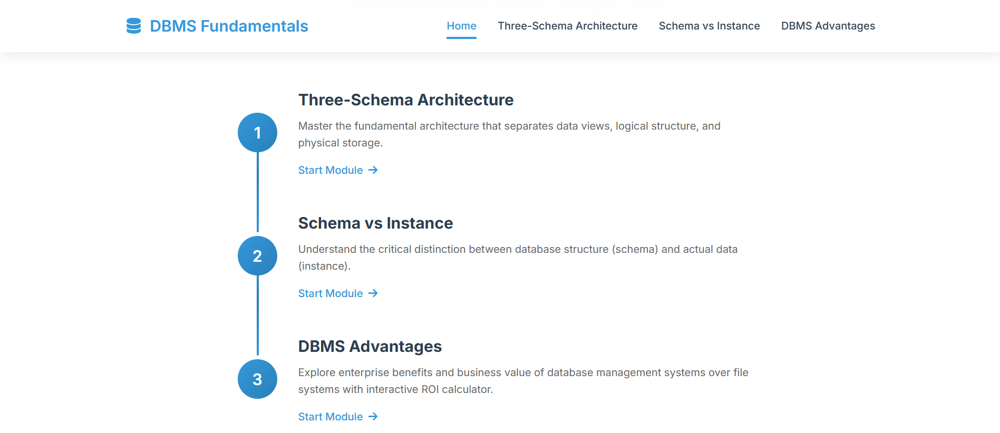 DBMS Fundamentals
Home Three-Schema Architecture Schema vs Instance DBMS Advantages
Three-Schema Architecture
1
Master the fundamental architecture that separates data views, logical structure, and
physical storage.
Start Module
Schema vs Instance
2
Understand the critical distinction between database structure (schema) and actual data
(instance).
Start Module
DBMS Advantages
3
Explore enterprise benefits and business value of database management systems over file
systems with interactive ROI calculator.
Start Module